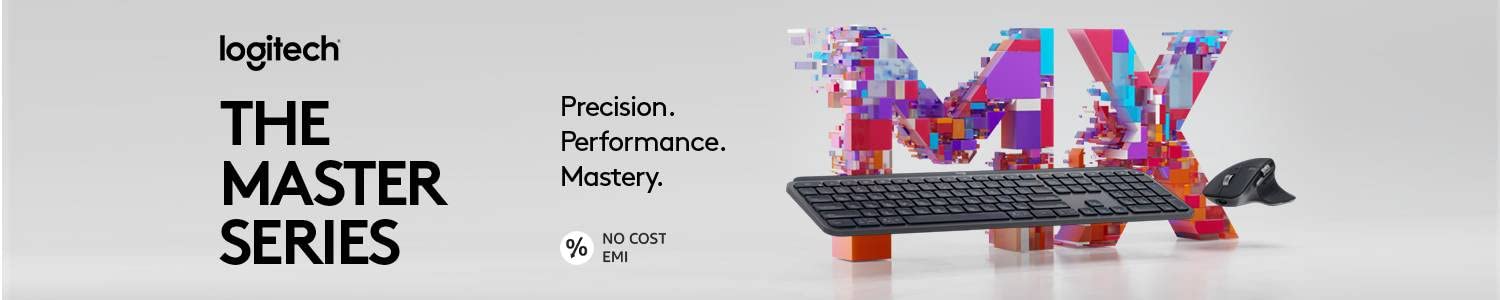 logitech
THE
MASTER
SERIES
Precision.
Performance.
Mastery.
%
NO COST
EMI
MX